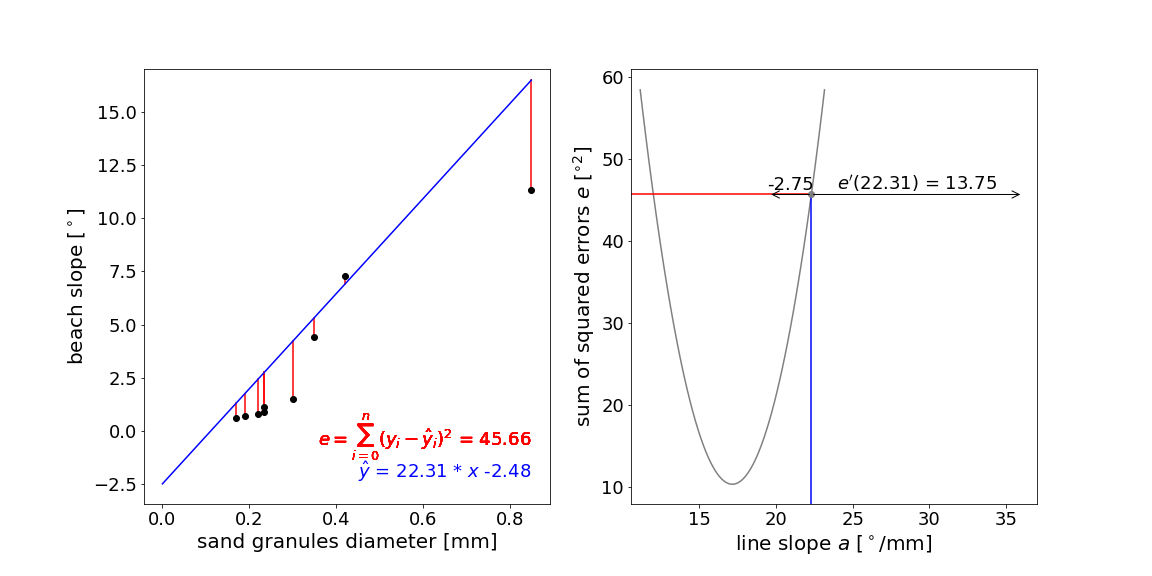 15.0
12.5
10.0
7.5
5.0
2.5
0.0
−2.5
beach slope [°]
0.0 0.2 0.4 0.6 0.8
sand granules diameter [mm]
e = ∑_{i=0}^{n} (y_i − ŷ_i)² = 45.66
ŷ = 22.31 * x -2.48
60
50
40
30
20
10
sum of squared errors e [°²]
-2.75
e′(22.31) = 13.75
15 20 25 30 35
line slope a [°/mm]